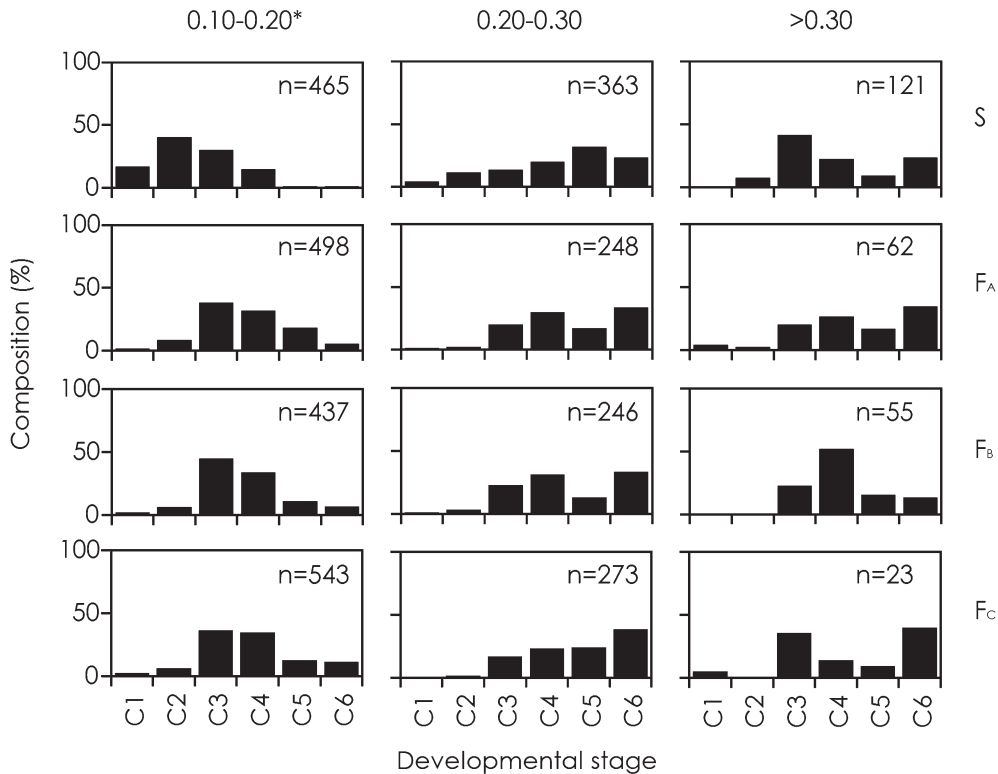 0.10-0.20* 0.20-0.30 >0.30
100 n=465 n=363 n=121 S
50
0
100 n=498 n=248 n=62 FA
50
0
100 n=437 n=246 n=55 FB
50
0
100 n=543 n=273 n=23 FC
50
0
Composition (%)
C1 C2 C3 C4 C5 C6 C1 C2 C3 C4 C5 C6 C1 C2 C3 C4 C5 C6
Developmental stage